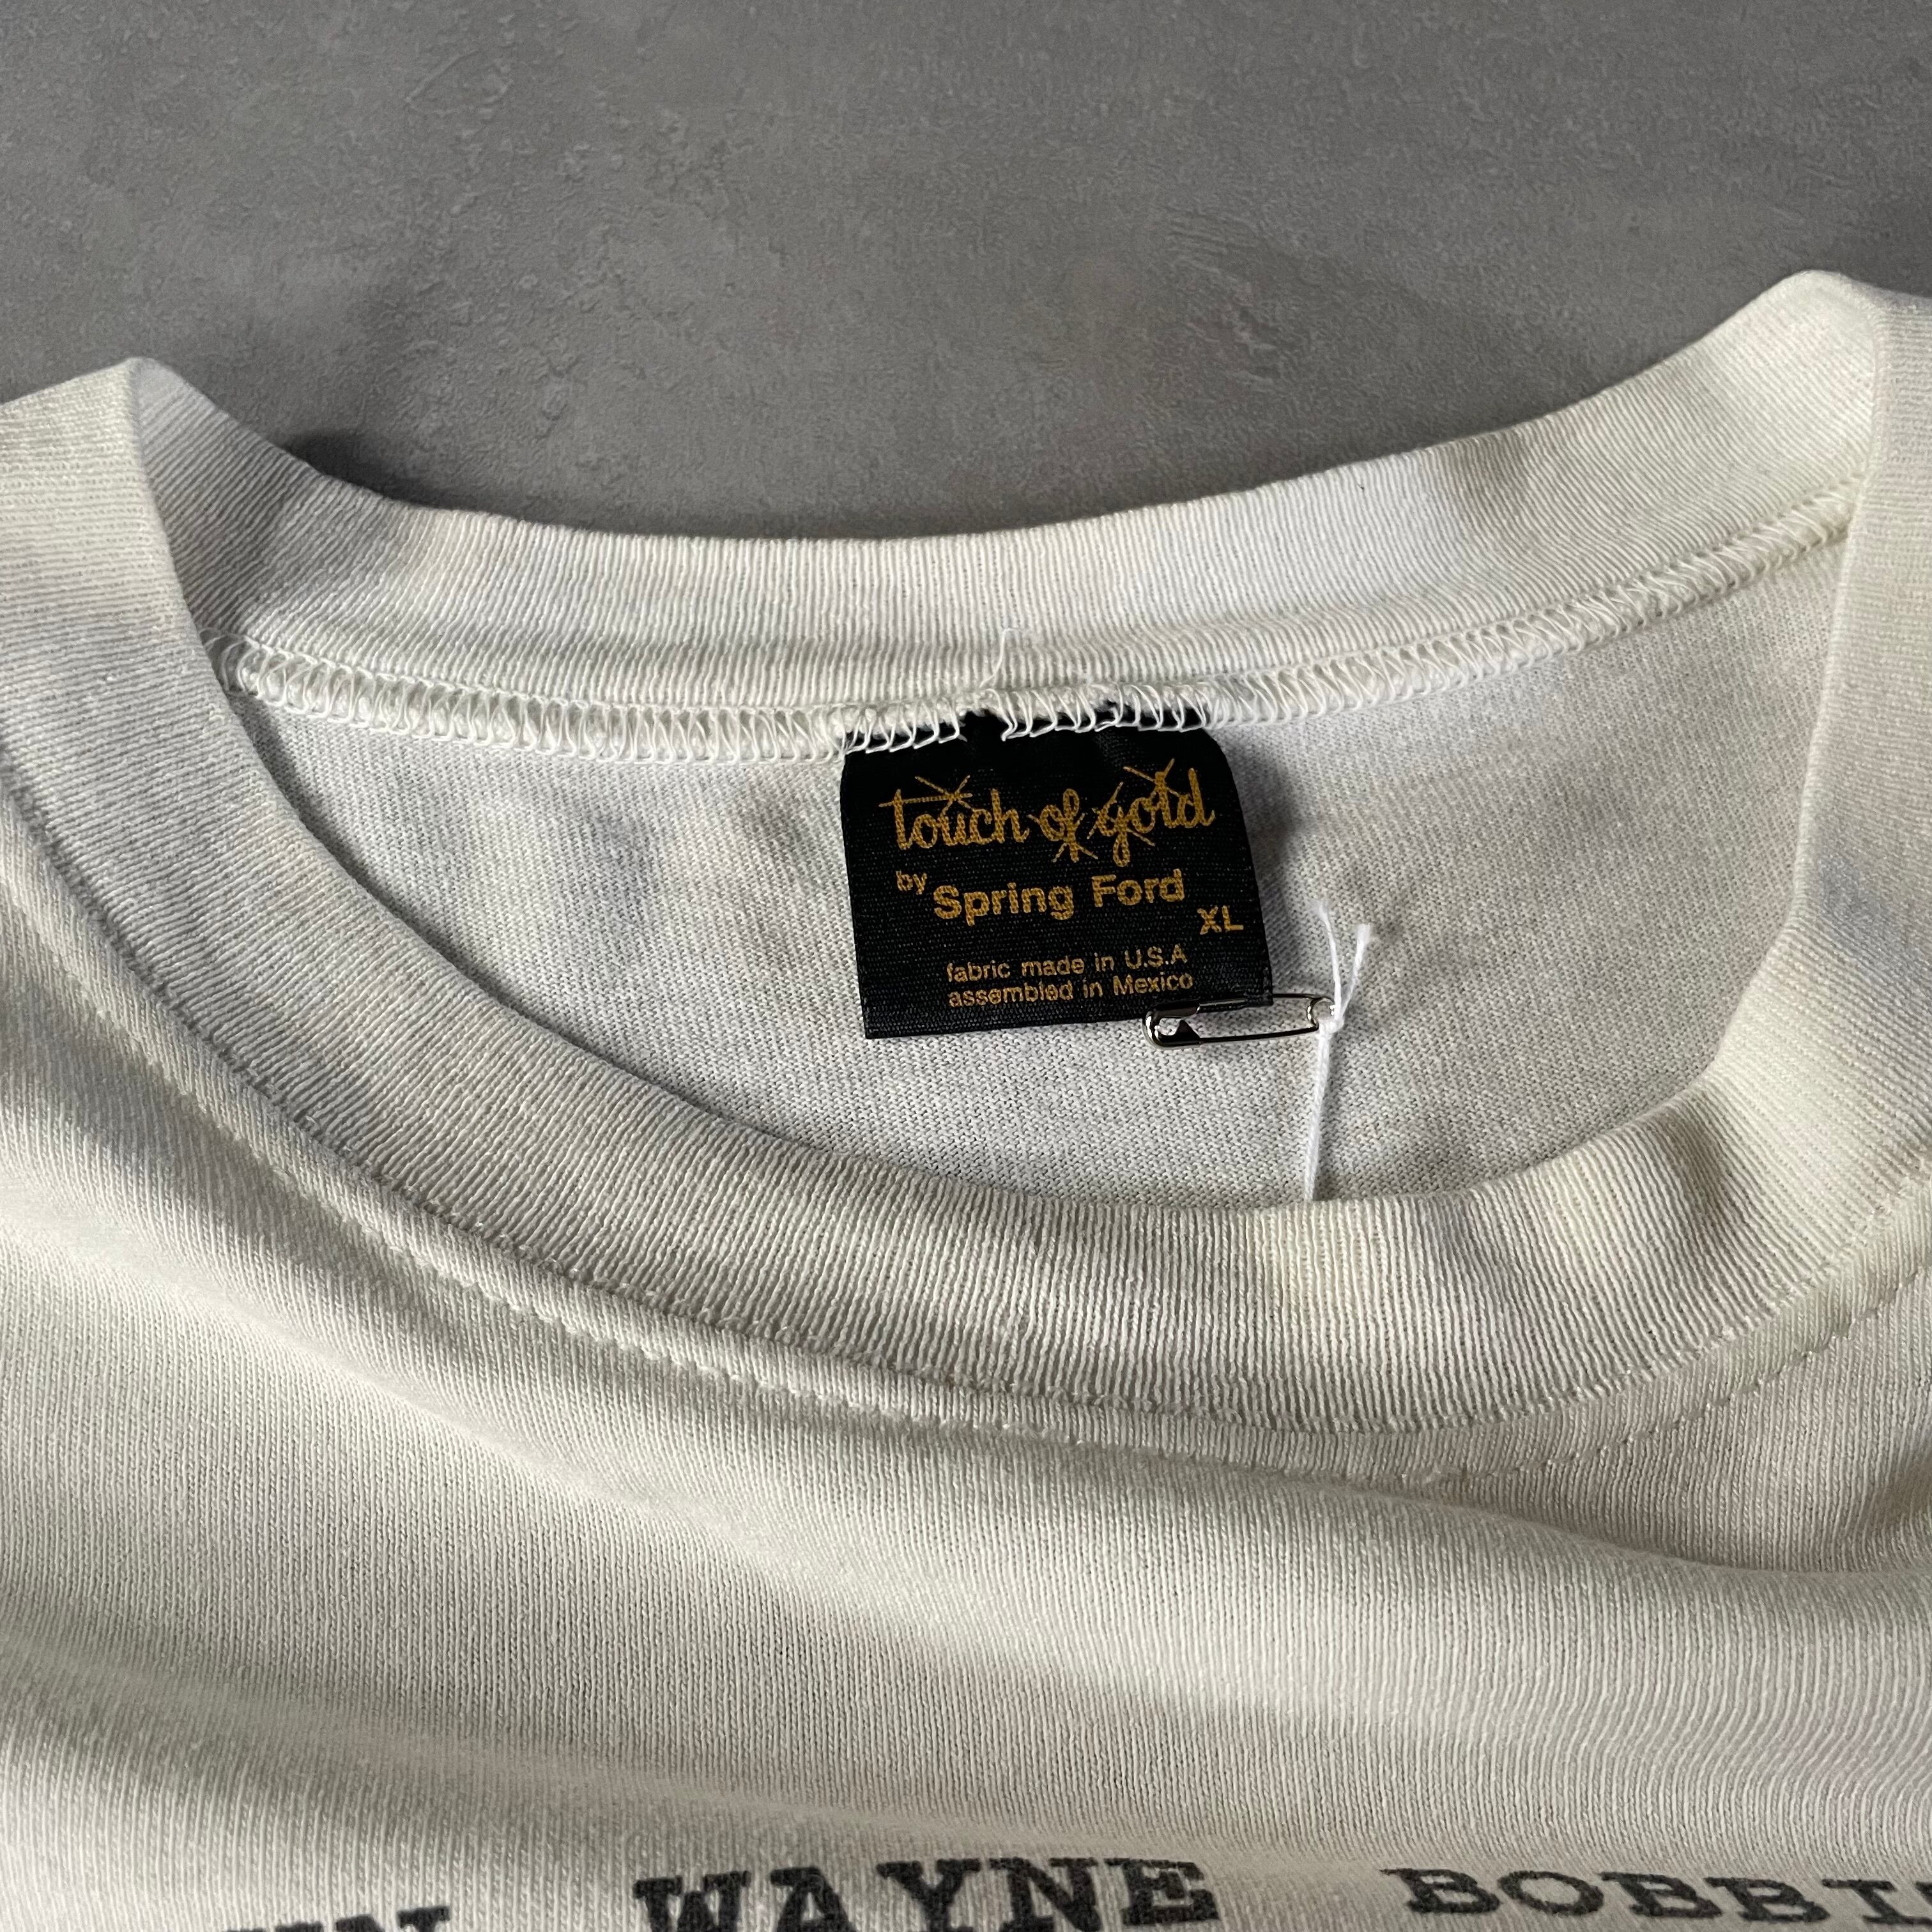 touch of gold
by Spring Ford
XL
fabric made in U.S.A
assembled in Mexico
WAYNE